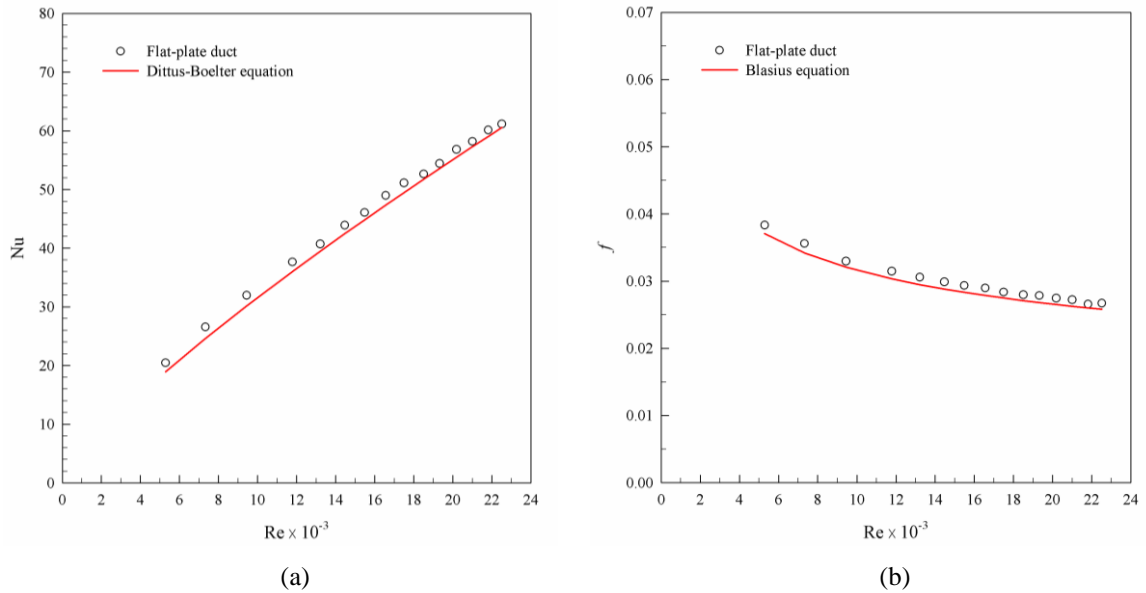 80
70
60
50
40
30
20
10
0
Nu
Flat-plate duct
Dittus-Boelter equation
0 2 4 6 8 10 12 14 16 18 20 22 24
Re × 10⁻³
(a)
0.07
0.06
0.05
0.04
0.03
0.02
0.01
0.00
f
Flat-plate duct
Blasius equation
0 2 4 6 8 10 12 14 16 18 20 22 24
Re × 10⁻³
(b)